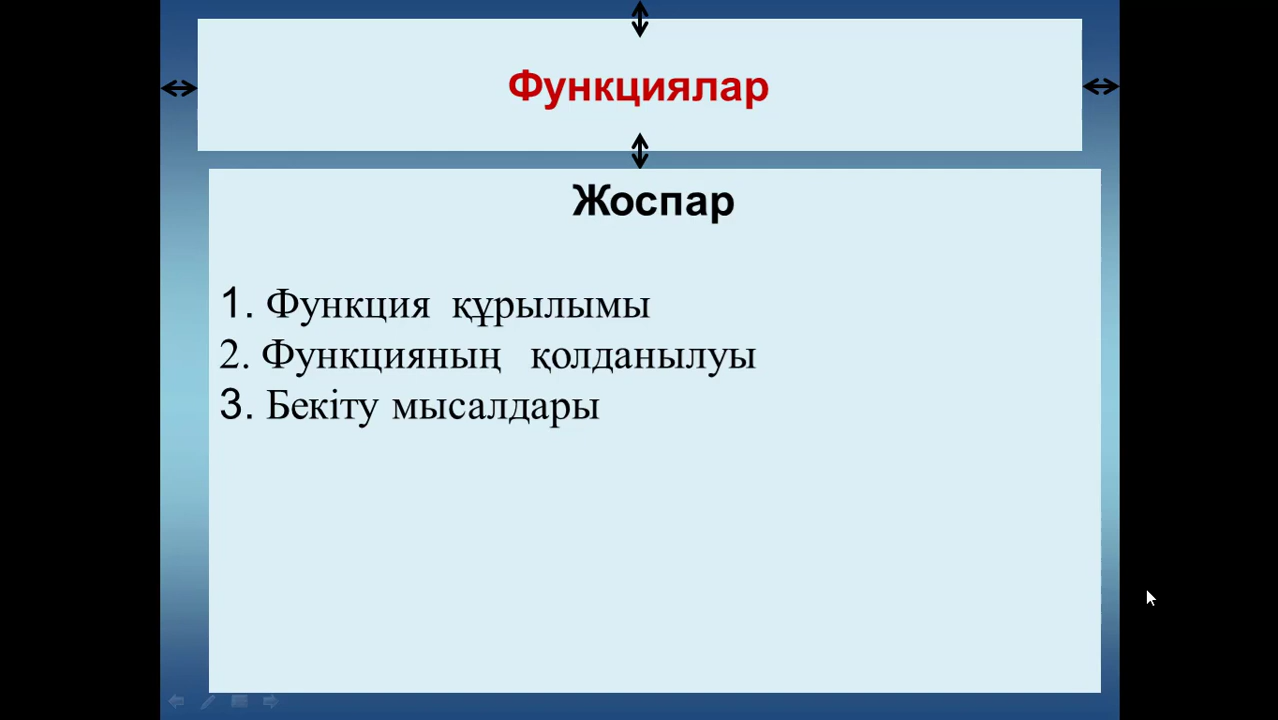 Функциялар
Жоспар
1. Функция құрылымы
2. Функцияның қолданылуы
3. Бекіту мысалдары